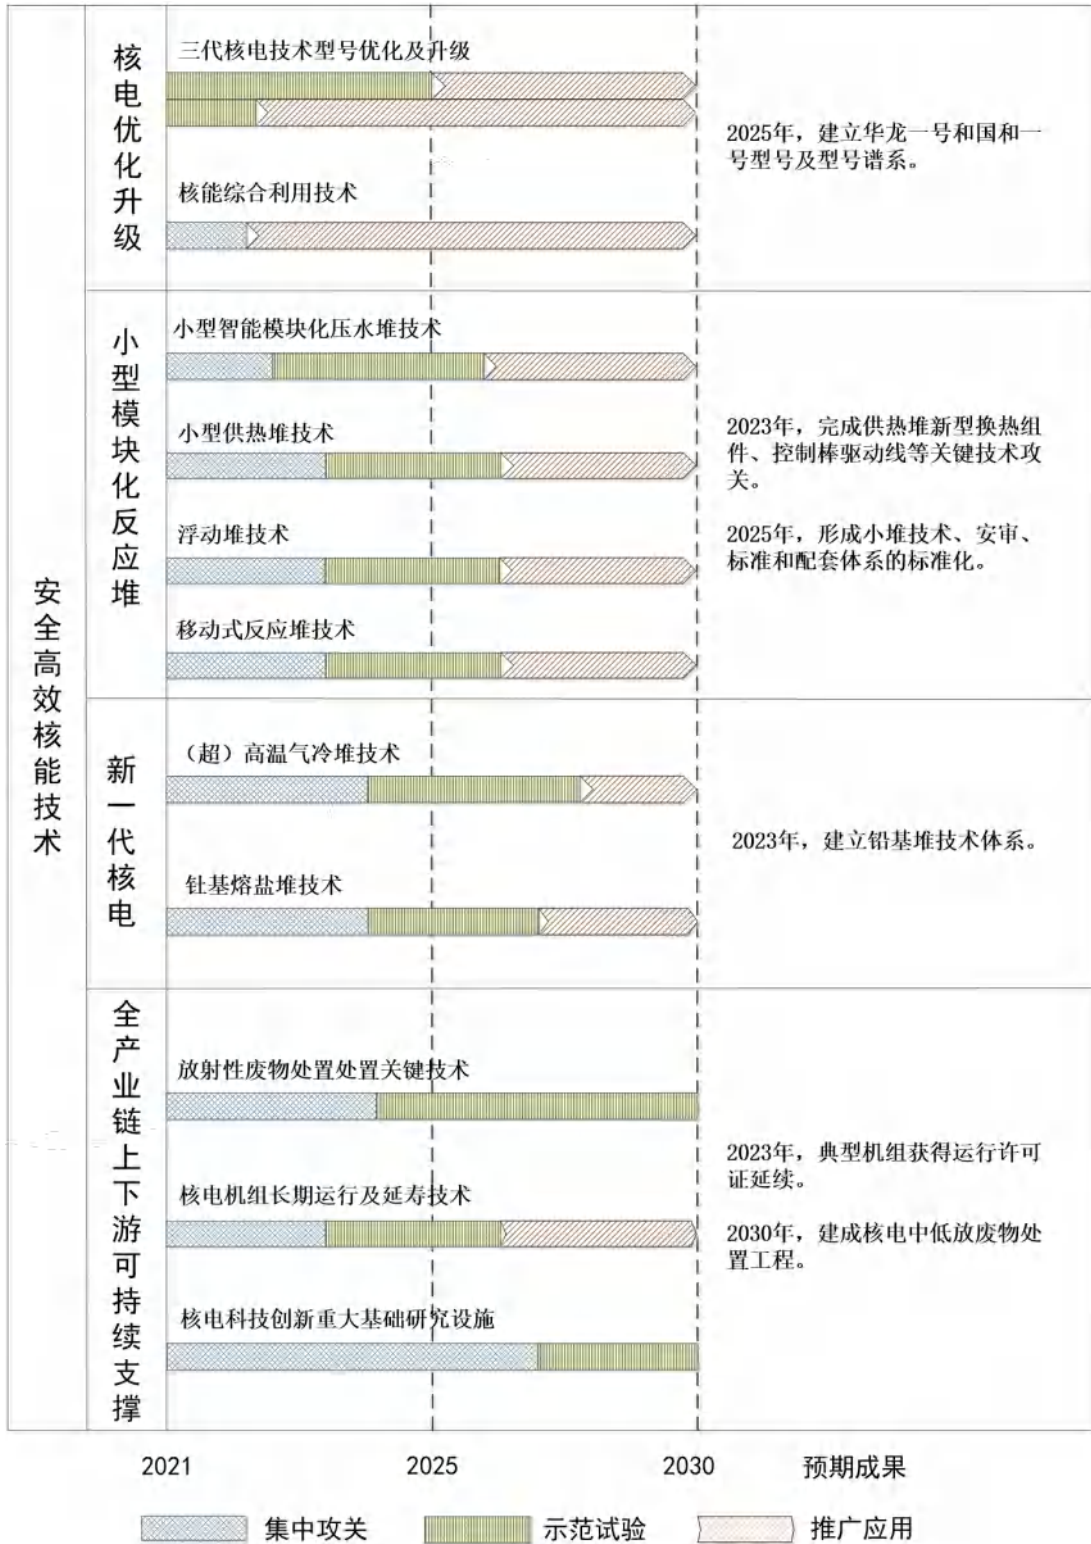 安全高效核能技术
核电优化升级
三代核电技术型号优化及升级
核能综合利用技术
2025年，建立华龙一号和国和一
号型号及型号谱系。
小型模块化反应堆
小型智能模块化压水堆技术
小型供热堆技术
浮动堆技术
移动式反应堆技术
2023年，完成供热堆新型换热组
件、控制棒驱动线等关键技术攻
关。
2025年，形成小堆技术、安审、
标准和配套体系的标准化。
新一代核电
（超）高温气冷堆技术
钍基熔盐堆技术
2023年，建立铅基堆技术体系。
全产业链上下游可持续支撑
放射性废物处置处置关键技术
核电机组长期运行及延寿技术
核电科技创新重大基础研究设施
2023年，典型机组获得运行许可
证延续。
2030年，建成核电中低放废物处
置工程。
2021 2025 2030 预期成果
集中攻关 示范试验 推广应用